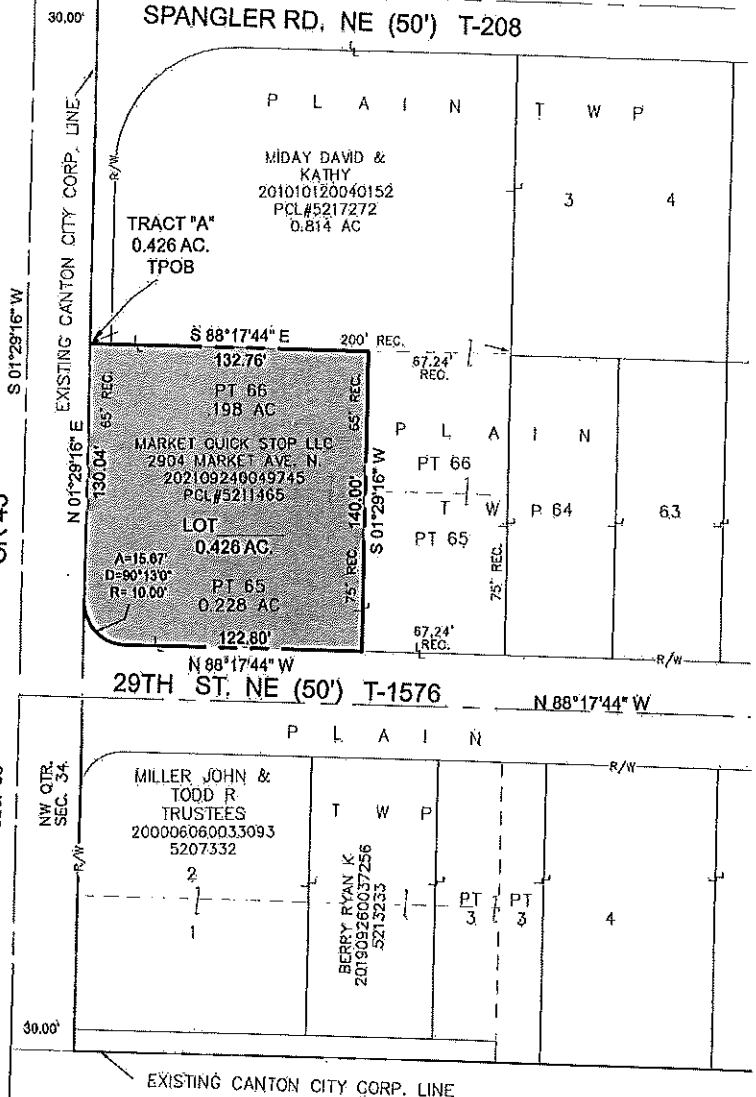 30.00'
SPANGLER RD, NE (50') T-208
P L A I N T W P
MIDAY DAVID &
KATHY
201010120040152
PCL#5217272
0.814 AC
3
4
R/W
EXISTING CANTON CITY CORP. LINE
TRACT "A"
0.426 AC.
TPOB
S 01°29'16" W
S 88°17'44" E
200' REC.
132.76'
67.24'
REC.
PT 66
.198 AC
65' REC.
65' REC.
N 01°29'16" E
130.04'
MARKET QUICK STOP LLC
2904 MARKET AVE. N.
202109240049745
PCL#5211465
LOT
0.426 AC.
A=15.67'
D=90°13'0"
R= 10.00'
PT 65
0.228 AC
75' REC.
140.00'
S 01°29'16" W
P L A I N
PT 66
T W P
PT 65
64
63
75' REC.
122.80'
67.24'
REC.
N 88°17'44" W
R/W
29TH ST. NE (50') T-1576
N 88°17'44" W
P L A I N
R/W
NW QTR.
SEC. 34
MILLER JOHN &
TODD R
TRUSTEES
200006060033093
5207332
T W P
R/W
2
1
BERRY RYAN K
201909260037256
5213233
PT
3
PT
3
4
30.00'
EXISTING CANTON CITY CORP. LINE